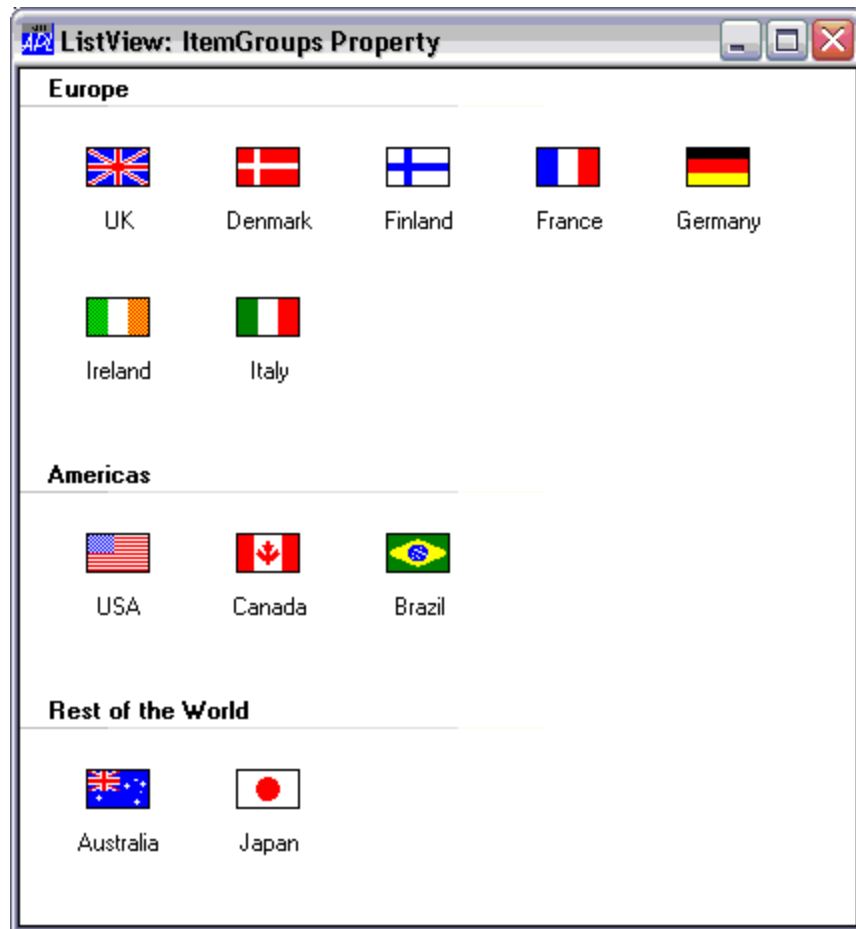 APL ListView: ItemGroups Property
Europe
UK Denmark Finland France Germany
Ireland Italy
Americas
USA Canada Brazil
Rest of the World
Australia Japan